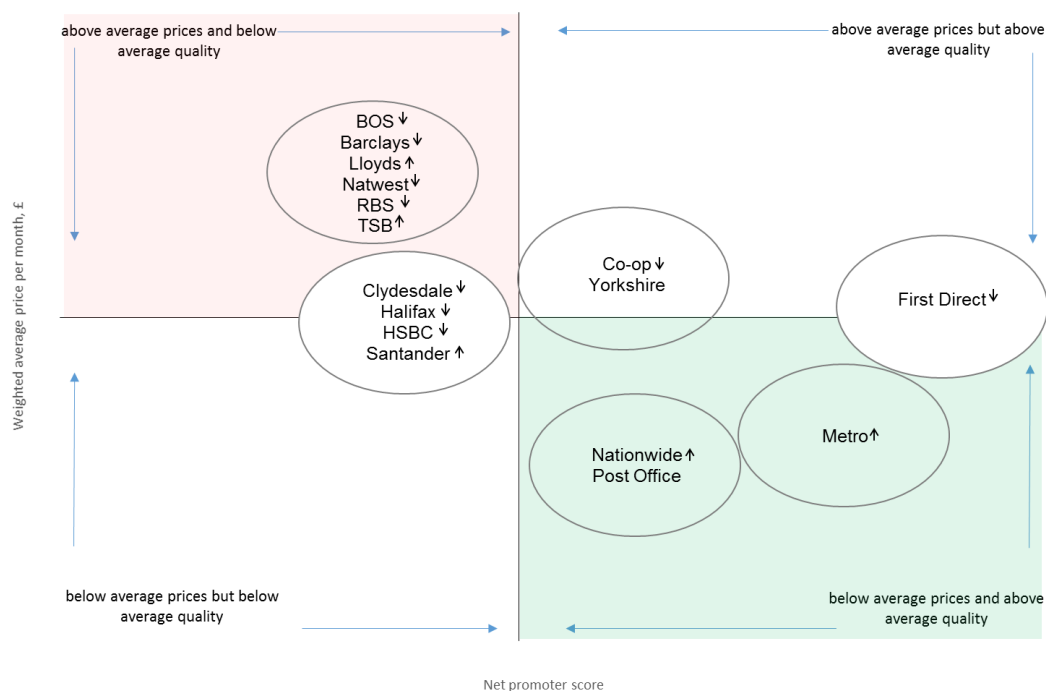 above average prices and below
average quality
above average prices but above
average quality
BOS↓
Barclays↓
Lloyds↑
Natwest↓
RBS↓
TSB↑
Weighted average price per month, £
Co-op↓
Yorkshire
Clydesdale↓
Halifax↓
HSBC↓
Santander↑
First Direct↓
Metro↑
Nationwide↑
Post Office
below average prices but below
average quality
below average prices and above
average quality
Net promoter score